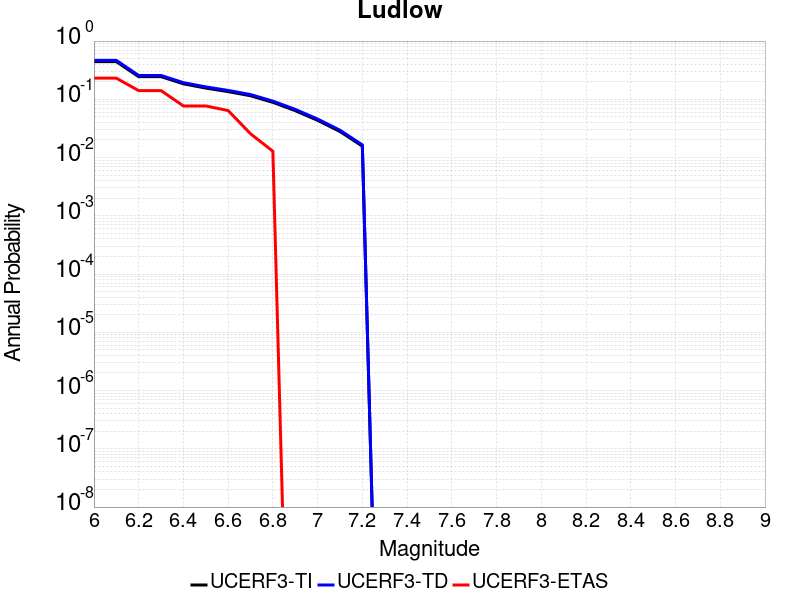 Ludlow
10^0
10^-1
10^-2
10^-3
10^-4
10^-5
10^-6
10^-7
10^-8
Annual Probability
6 6.2 6.4 6.6 6.8 7 7.2 7.4 7.6 7.8 8 8.2 8.4 8.6 8.8 9
Magnitude
UCERF3-TI UCERF3-TD UCERF3-ETAS